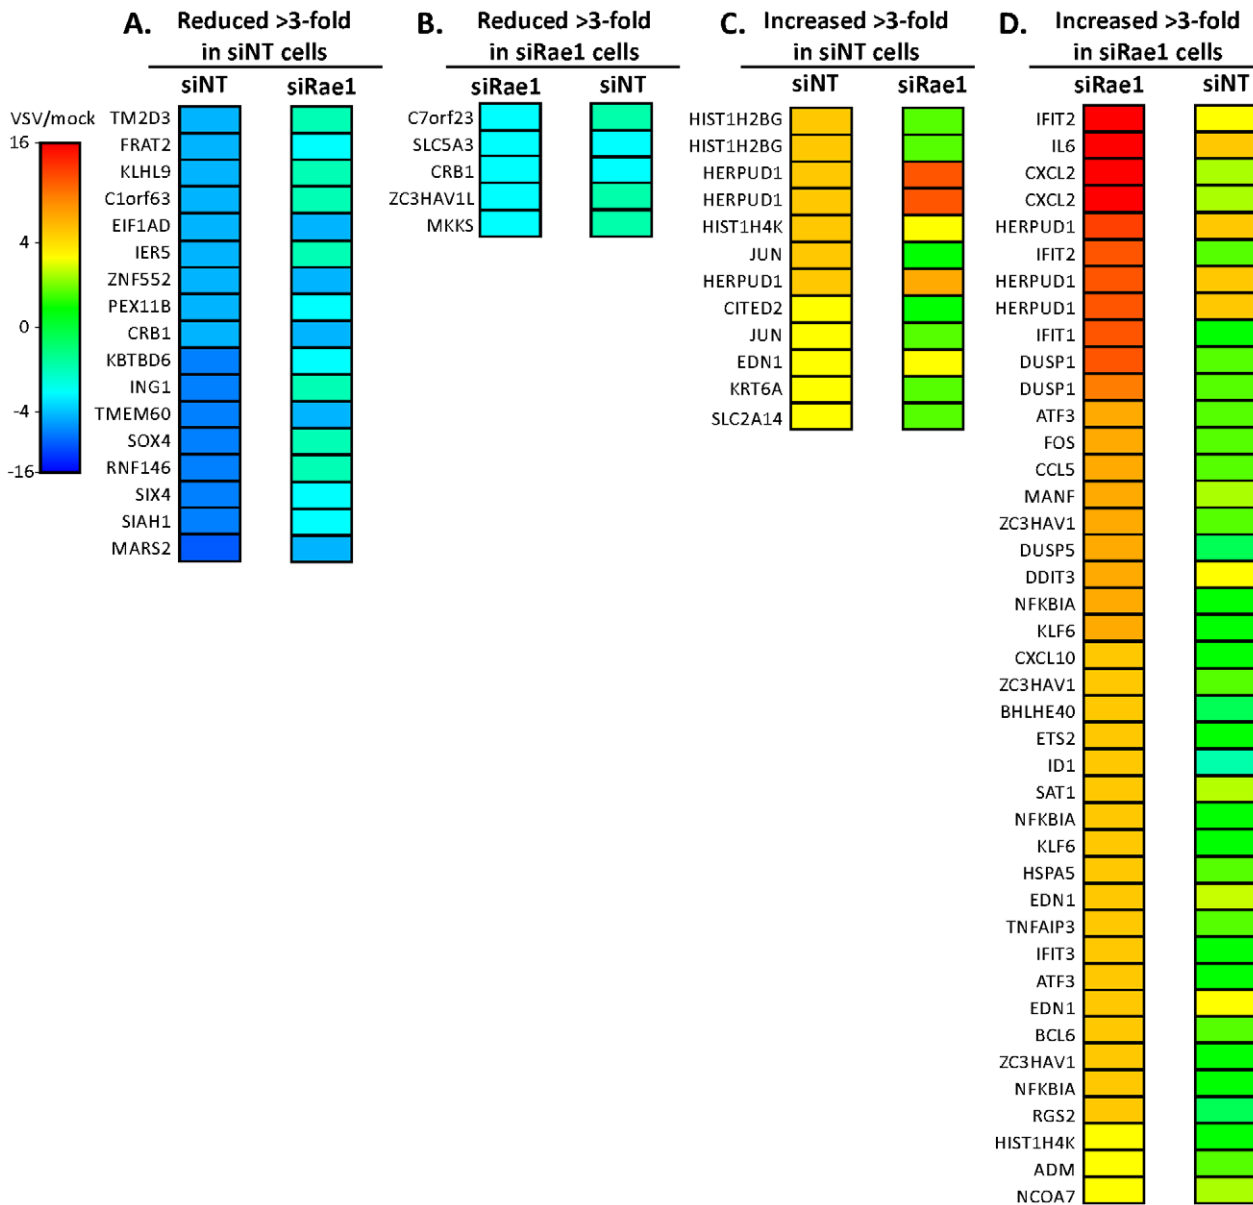 A. Reduced >3-fold
in siNT cells
siNT siRae1
B. Reduced >3-fold
in siRae1 cells
siRae1 siNT
C. Increased >3-fold
in siNT cells
siNT siRae1
D. Increased >3-fold
in siRae1 cells
siRae1 siNT
VSV/mock
16
4
0
-4
-16
TM2D3
FRAT2
KLHL9
C1orf63
EIF1AD
IER5
ZNF552
PEX11B
CRB1
KBTBD6
ING1
TMEM60
SOX4
RNF146
SIX4
SIAH1
MARS2
C7orf23
SLC5A3
CRB1
ZC3HAV1L
MKKS
HIST1H2BG
HIST1H2BG
HERPUD1
HERPUD1
HIST1H4K
JUN
HERPUD1
CITED2
JUN
EDN1
KRT6A
SLC2A14
IFIT2
IL6
CXCL2
CXCL2
HERPUD1
IFIT2
HERPUD1
HERPUD1
IFIT1
DUSP1
DUSP1
ATF3
FOS
CCL5
MANF
ZC3HAV1
DUSP5
DDIT3
NFKBIA
KLF6
CXCL10
ZC3HAV1
BHLHE40
ETS2
ID1
SAT1
NFKBIA
KLF6
HSPA5
EDN1
TNFAIP3
IFIT3
ATF3
EDN1
BCL6
ZC3HAV1
NFKBIA
RGS2
HIST1H4K
ADM
NCOA7